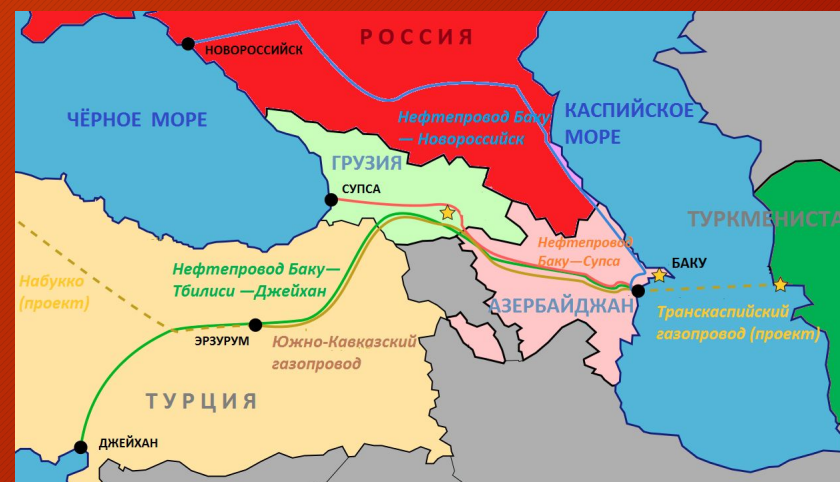 РОССИЯ
НОВОРОССИЙСК
ЧЁРНОЕ МОРЕ
Нефтепровод Баку
— Новороссийск
КАСПИЙСКОЕ
МОРЕ
ГРУЗИЯ
СУПСА
ТУРКМЕНИСТА
Нефтепровод
Баку—Супса
БАКУ
Нефтепровод Баку—
Тбилиси —Джейхан
Набукко
(проект)
АЗЕРБАЙДЖАН
Транскаспийский
газопровод (проект)
ЭРЗУРУМ
Южно-Кавказский
газопровод
ТУРЦИЯ
ДЖЕЙХАН